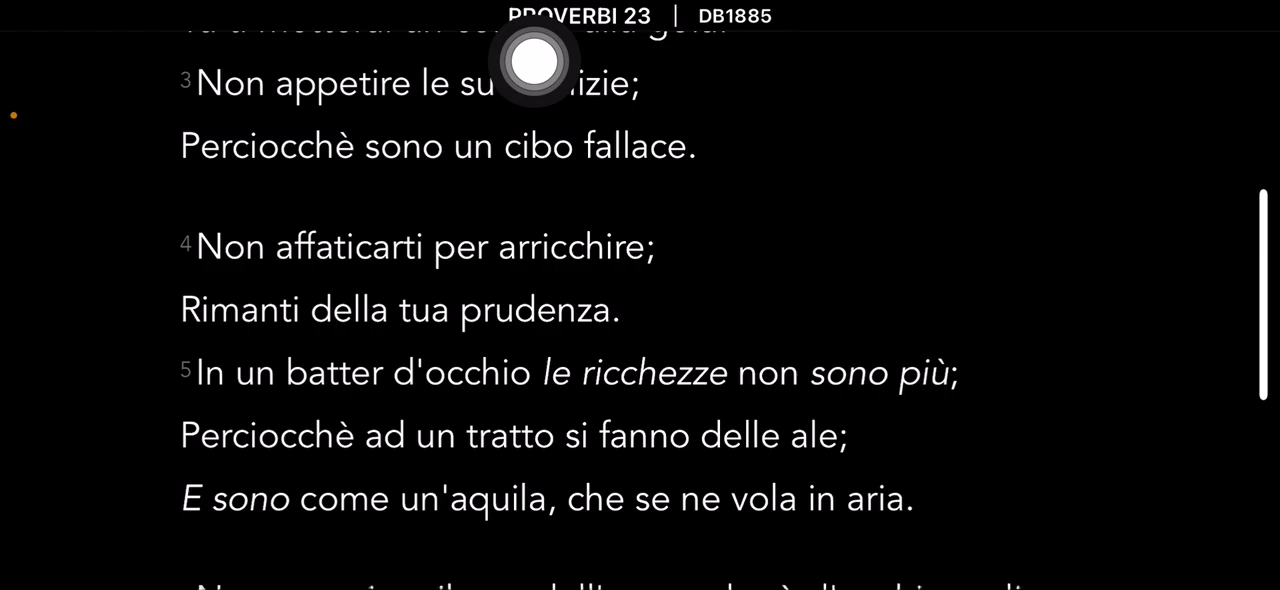 PROVERBI 23 | DB1885
3 Non appetire le su lizie;
Perciocchè sono un cibo fallace.
4 Non affaticarti per arricchire;
Rimanti della tua prudenza.
5 In un batter d'occhio le ricchezze non sono più;
Perciocchè ad un tratto si fanno delle ale;
E sono come un'aquila, che se ne vola in aria.